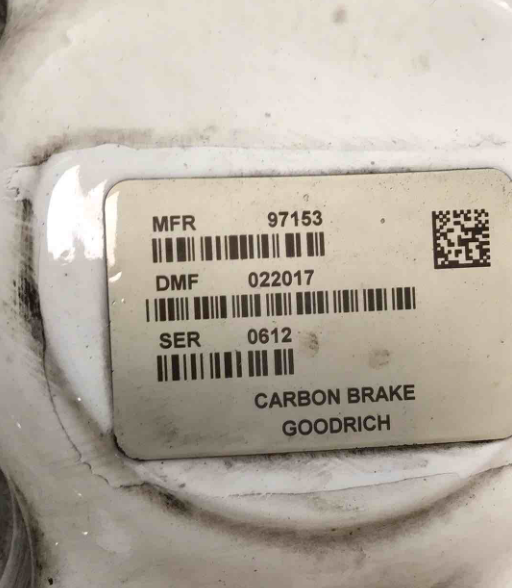 MFR 97153
DMF 022017
SER 0612
CARBON BRAKE
GOODRICH